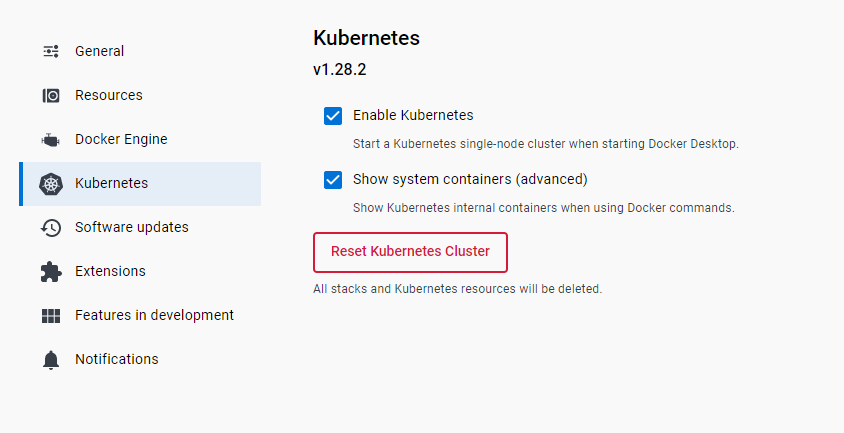 General
Resources
Docker Engine
Kubernetes
Software updates
Extensions
Features in development
Notifications
Kubernetes
v1.28.2
Enable Kubernetes
Start a Kubernetes single-node cluster when starting Docker Desktop.
Show system containers (advanced)
Show Kubernetes internal containers when using Docker commands.
Reset Kubernetes Cluster
All stacks and Kubernetes resources will be deleted.